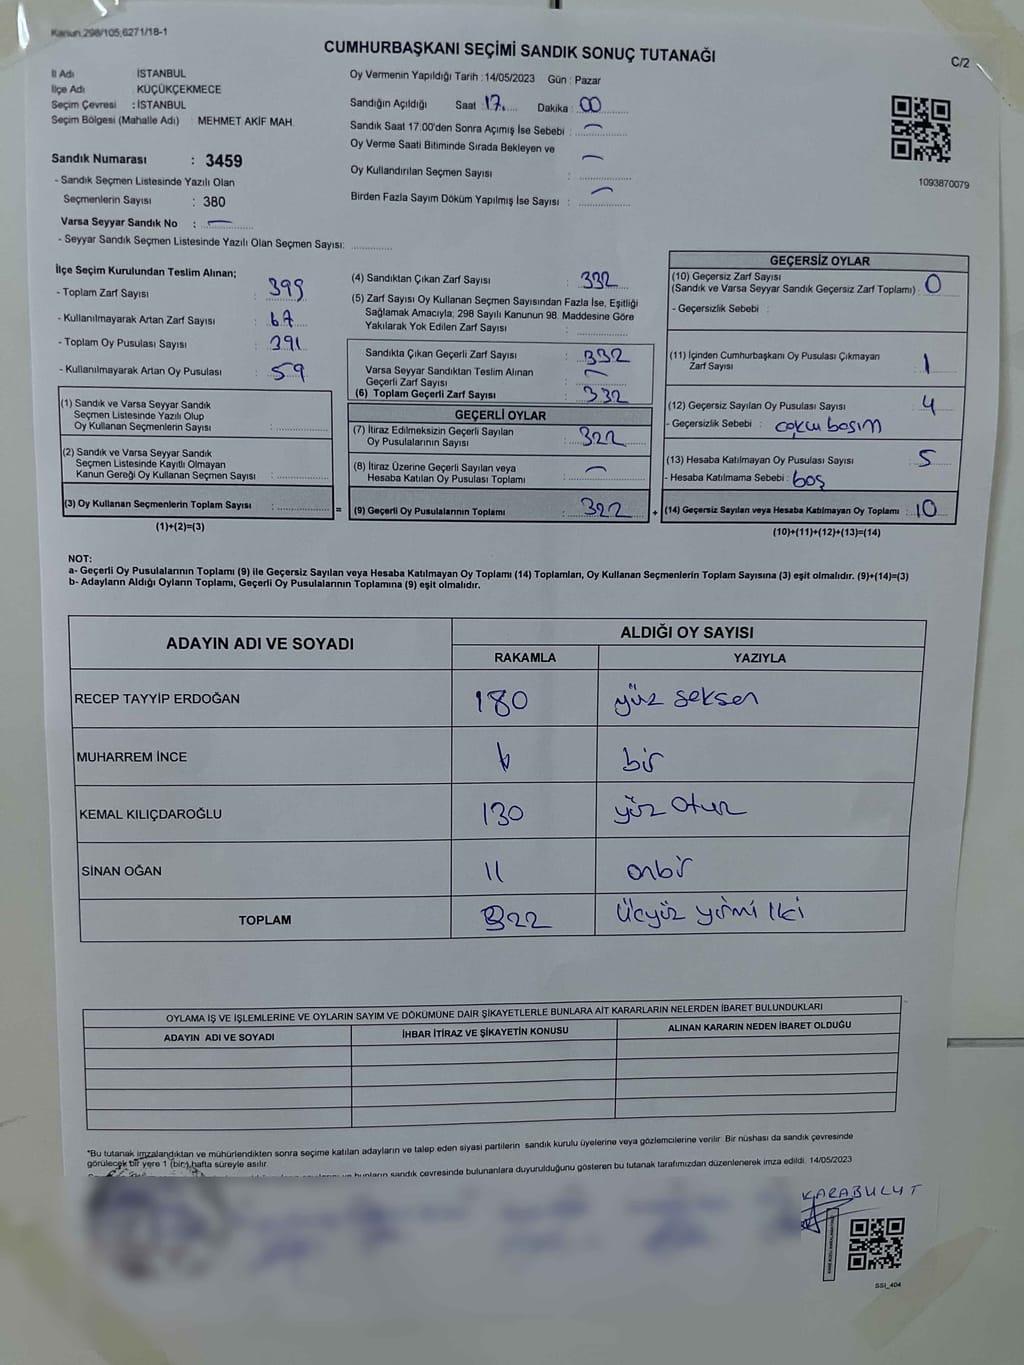 Kanun.298/105;6271/18-1
CUMHURBAŞKANI SEÇİMİ SANDIK SONUÇ TUTANAĞI
C/2
İl Adı : İSTANBUL
İlçe Adı : KÜÇÜKÇEKMECE
Seçim Çevresi : İSTANBUL
Seçim Bölgesi (Mahalle Adı) : MEHMET AKİF MAH.
Sandık Numarası : 3459
- Sandık Seçmen Listesinde Yazılı Olan
Seçmenlerin Sayısı : 380
Varsa Seyyar Sandık No : —
- Seyyar Sandık Seçmen Listesinde Yazılı Olan Seçmen Sayısı: ............
Oy Vermenin Yapıldığı Tarih : 14/05/2023 Gün : Pazar
Sandığın Açıldığı Saat : 17 Dakika : 00
Sandık Saat 17:00'den Sonra Açımış İse Sebebi : —
Oy Verme Saati Bitiminde Sırada Bekleyen ve
Oy Kullandırılan Seçmen Sayısı : —
Birden Fazla Sayım Döküm Yapılmış İse Sayısı : —
1093870079
İlçe Seçim Kurulundan Teslim Alınan;
- Toplam Zarf Sayısı : 399
- Kullanılmayarak Artan Zarf Sayısı : 67
- Toplam Oy Pusulası Sayısı : 391
- Kullanılmayarak Artan Oy Pusulası : 59
(1) Sandık ve Varsa Seyyar Sandık
Seçmen Listesinde Yazılı Olup
Oy Kullanan Seçmenlerin Sayısı : ............
(2) Sandık ve Varsa Seyyar Sandık
Seçmen Listesinde Kayıtlı Olmayan
Kanun Gereği Oy Kullanan Seçmen Sayısı : ............
(3) Oy Kullanan Seçmenlerin Toplam Sayısı : ............ =
(1)+(2)=(3)
(4) Sandıktan Çıkan Zarf Sayısı : 332
(5) Zarf Sayısı Oy Kullanan Seçmen Sayısından Fazla İse, Eşitliği
Sağlamak Amacıyla; 298 Sayılı Kanunun 98. Maddesine Göre
Yakılarak Yok Edilen Zarf Sayısı : ............
Sandıkta Çıkan Geçerli Zarf Sayısı : 332
Varsa Seyyar Sandıktan Teslim Alınan
Geçerli Zarf Sayısı : —
(6) Toplam Geçerli Zarf Sayısı : 332
GEÇERLİ OYLAR
(7) İtiraz Edilmeksizin Geçerli Sayılan
Oy Pusulalarının Sayısı : 322
(8) İtiraz Üzerine Geçerli Sayılan veya
Hesaba Katılan Oy Pusulası Toplamı : —
(9) Geçerli Oy Pusulalarının Toplamı : 322 +
GEÇERSİZ OYLAR
(10) Geçersiz Zarf Sayısı
(Sandık ve Varsa Seyyar Sandık Geçersiz Zarf Toplamı) : 0
- Geçersizlik Sebebi :
(11) İçinden Cumhurbaşkanı Oy Pusulası Çıkmayan
Zarf Sayısı : 1
(12) Geçersiz Sayılan Oy Pusulası Sayısı : 4
- Geçersizlik Sebebi :
(13) Hesaba Katılmayan Oy Pusulası Sayısı : 5
- Hesaba Katılmama Sebebi : boş
(14) Geçersiz Sayılan veya Hesaba Katılmayan Oy Toplamı : 10
(10)+(11)+(12)+(13)=(14)
NOT:
a- Geçerli Oy Pusulalarının Toplamı (9) ile Geçersiz Sayılan veya Hesaba Katılmayan Oy Toplamı (14) Toplamları, Oy Kullanan Seçmenlerin Toplam Sayısına (3) eşit olmalıdır. (9)+(14)=(3)
b- Adayların Aldığı Oyların Toplamı, Geçerli Oy Pusulalarının Toplamına (9) eşit olmalıdır.
ADAYIN ADI VE SOYADI
ALDIĞI OY SAYISI
RAKAMLA YAZIYLA
RECEP TAYYİP ERDOĞAN 180 yüz seksen
MUHARREM İNCE 1 bir
KEMAL KILIÇDAROĞLU 130 yüz otuz
SİNAN OĞAN 11 onbir
TOPLAM 322 üçyüz yirmi iki
OYLAMA İŞ VE İŞLEMLERİNE VE OYLARIN SAYIM VE DÖKÜMÜNE DAİR ŞİKAYETLERLE BUNLARA AİT KARARLARIN NELERDEN İBARET BULUNDUKLARI
ADAYIN ADI VE SOYADI İHBAR İTİRAZ VE ŞİKAYETİN KONUSU ALINAN KARARIN NEDEN İBARET OLDUĞU
*Bu tutanak imzalandıktan ve mühürlendikten sonra seçime katılan adayların ve talep eden siyasi partilerin sandık kurulu üyelerine veya gözlemcilerine verilir. Bir nüshası da sandık çevresinde
görülecek bir yere 1 (bir) hafta süreyle asılır.
bunların sandık çevresinde bulunanlara duyurulduğunu gösteren bu tutanak tarafımızdan düzenlenerek imza edildi. 14/05/2023
KARABULUT
SSİ_404